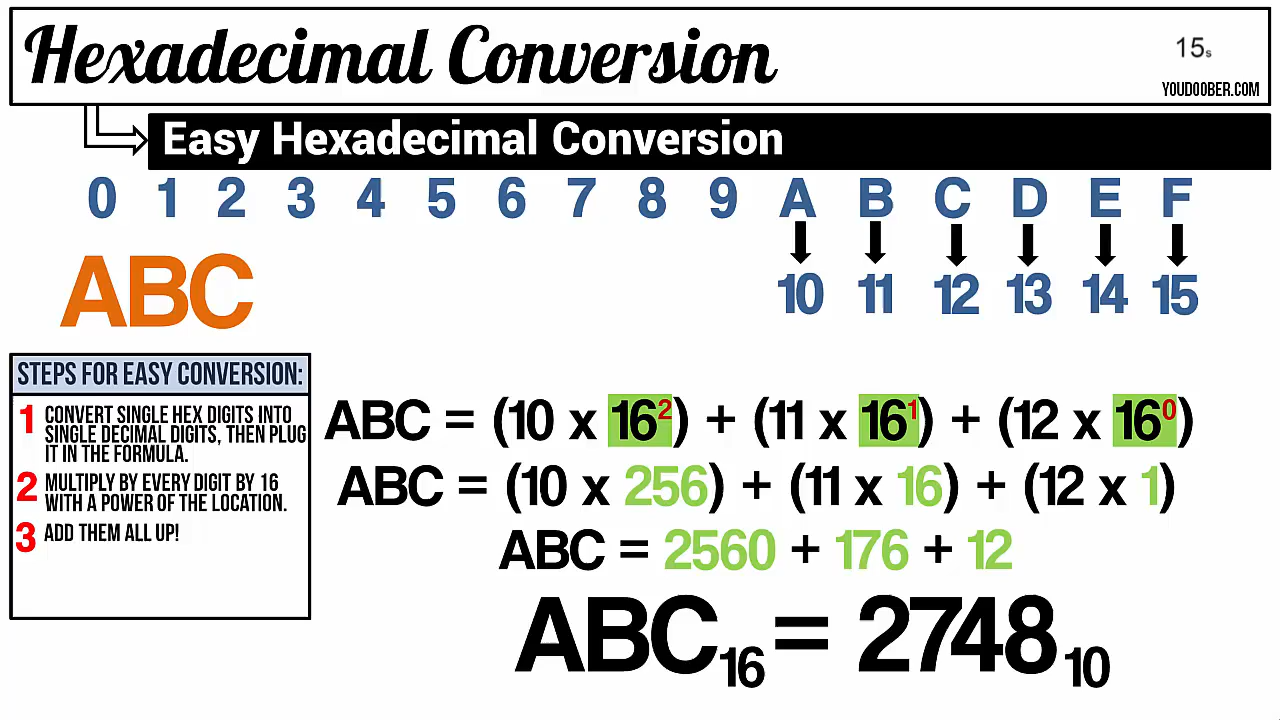 Hexadecimal Conversion
15s
YOUDOOBER.COM
Easy Hexadecimal Conversion
0 1 2 3 4 5 6 7 8 9 A B C D E F
10 11 12 13 14 15
ABC
STEPS FOR EASY CONVERSION:
1 CONVERT SINGLE HEX DIGITS INTO
SINGLE DECIMAL DIGITS, THEN PLUG
IT IN THE FORMULA.
2 MULTIPLY BY EVERY DIGIT BY 16
WITH A POWER OF THE LOCATION.
3 ADD THEM ALL UP!
ABC = (10 x 16²) + (11 x 16¹) + (12 x 16⁰)
ABC = (10 x 256) + (11 x 16) + (12 x 1)
ABC = 2560 + 176 + 12
ABC₁₆ = 2748₁₀